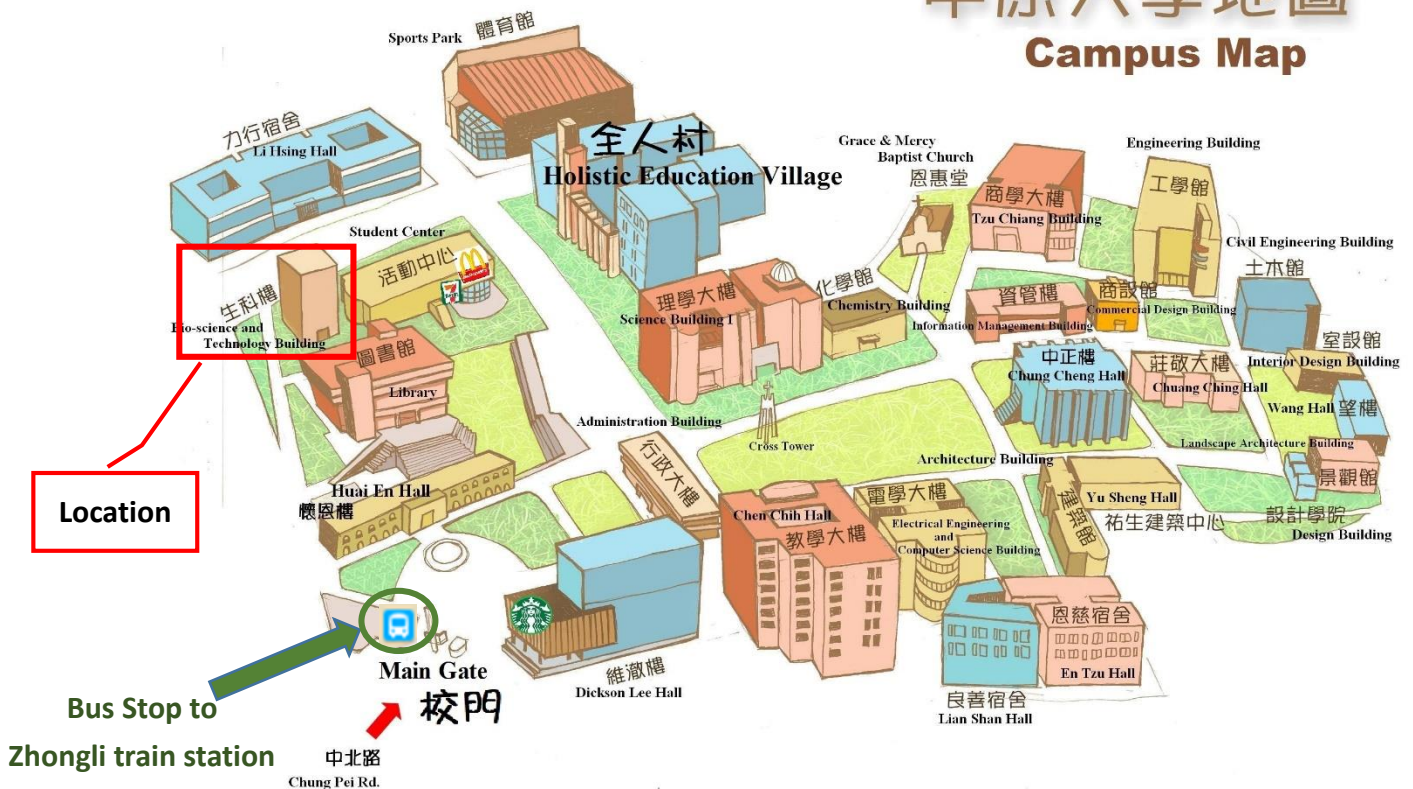 中原大學地圖
Campus Map
Sports Park
體育館
力行宿舍
Li Hsing Hall
全人村
Holistic Education Village
Grace & Mercy
Baptist Church
恩惠堂
商學大樓
Tzu Chiang Building
Engineering Building
工學館
Civil Engineering Building
土木館
Student Center
活動中心
生科樓
Bio-science and
Technology Building
理學大樓
Science Building I
化學館
Chemistry Building
資管樓
Information Management Building
商設館
Commercial Design Building
室設館
Interior Design Building
圖書館
Library
中正樓
Chung Cheng Hall
莊敬大樓
Chuang Ching Hall
Wang Hall
望樓
Administration Building
行政大樓
Cross Tower
Landscape Architecture Building
景觀館
Architecture Building
建築館
Yu Sheng Hall
祐生建築中心
設計學院
Design Building
Location
Huai En Hall
懷恩樓
Chen Chih Hall
教學大樓
電學大樓
Electrical Engineering
and
Computer Science Building
恩慈宿舍
En Tzu Hall
Main Gate
校門
維澈樓
Dickson Lee Hall
良善宿舍
Lian Shan Hall
Bus Stop to
Zhongli train station
中北路
Chung Pei Rd.